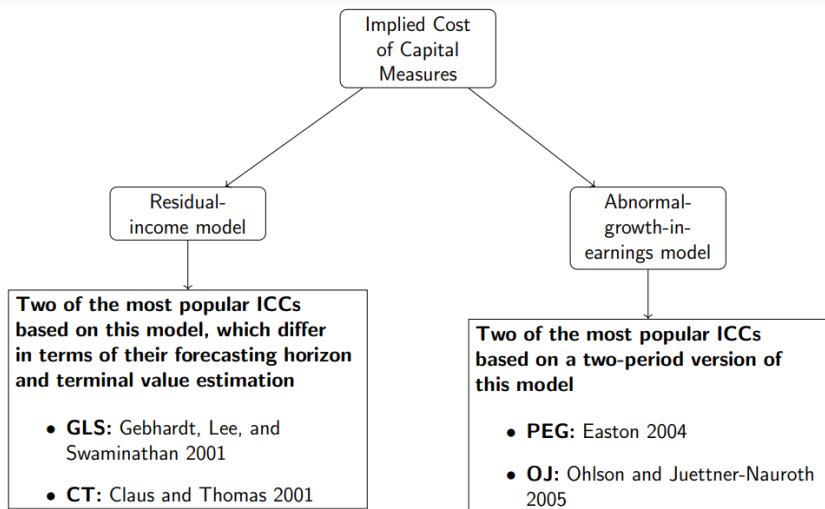 Implied Cost
of Capital
Measures
Residual-
income model
Abnormal-
growth-in-
earnings model
Two of the most popular ICCs
based on this model, which differ
in terms of their forecasting horizon
and terminal value estimation
• GLS: Gebhardt, Lee, and
Swaminathan 2001
• CT: Claus and Thomas 2001
Two of the most popular ICCs
based on a two-period version of
this model
• PEG: Easton 2004
• OJ: Ohlson and Juettner-Nauroth
2005